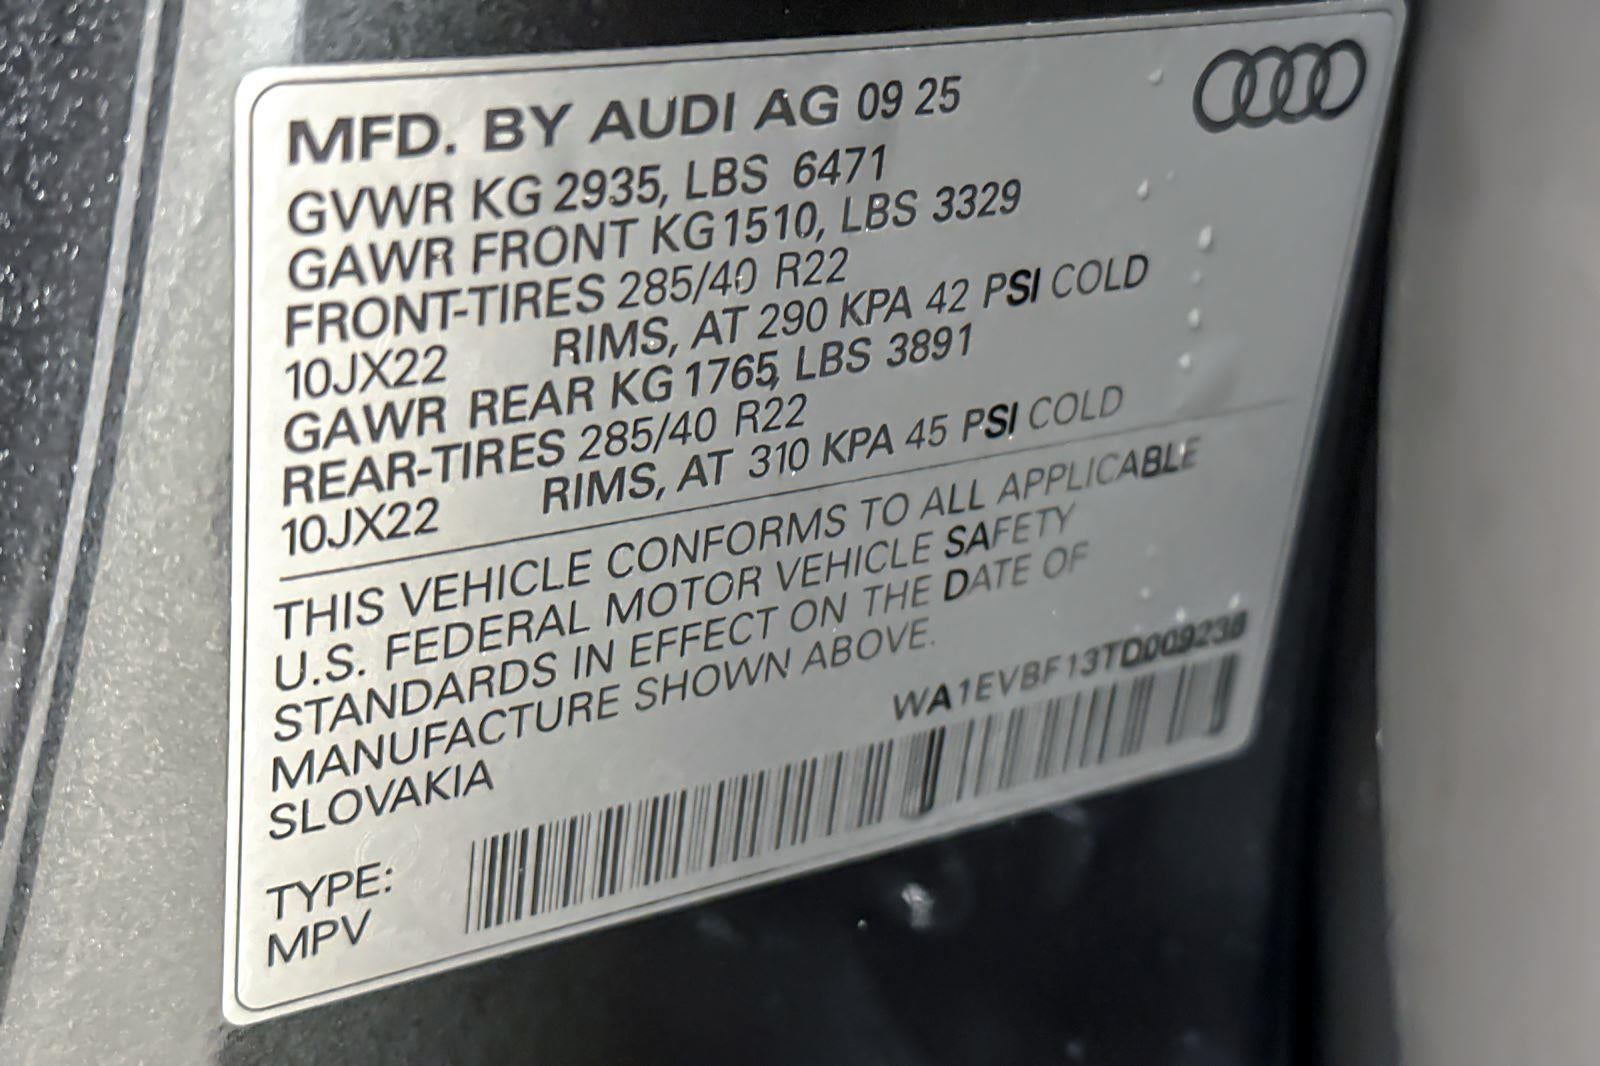 MFD. BY AUDI AG 09 25
GVWR KG 2935, LBS 6471
GAWR FRONT KG 1510, LBS 3329
FRONT-TIRES 285/40 R22
10JX22 RIMS, AT 290 KPA 42 PSI COLD
GAWR REAR KG 1765, LBS 3891
REAR-TIRES 285/40 R22
10JX22 RIMS, AT 310 KPA 45 PSI COLD
THIS VEHICLE CONFORMS TO ALL APPLICABLE
U.S. FEDERAL MOTOR VEHICLE SAFETY
STANDARDS IN EFFECT ON THE DATE OF
MANUFACTURE SHOWN ABOVE.
SLOVAKIA
WA1EVBF13TD009238
TYPE:
MPV